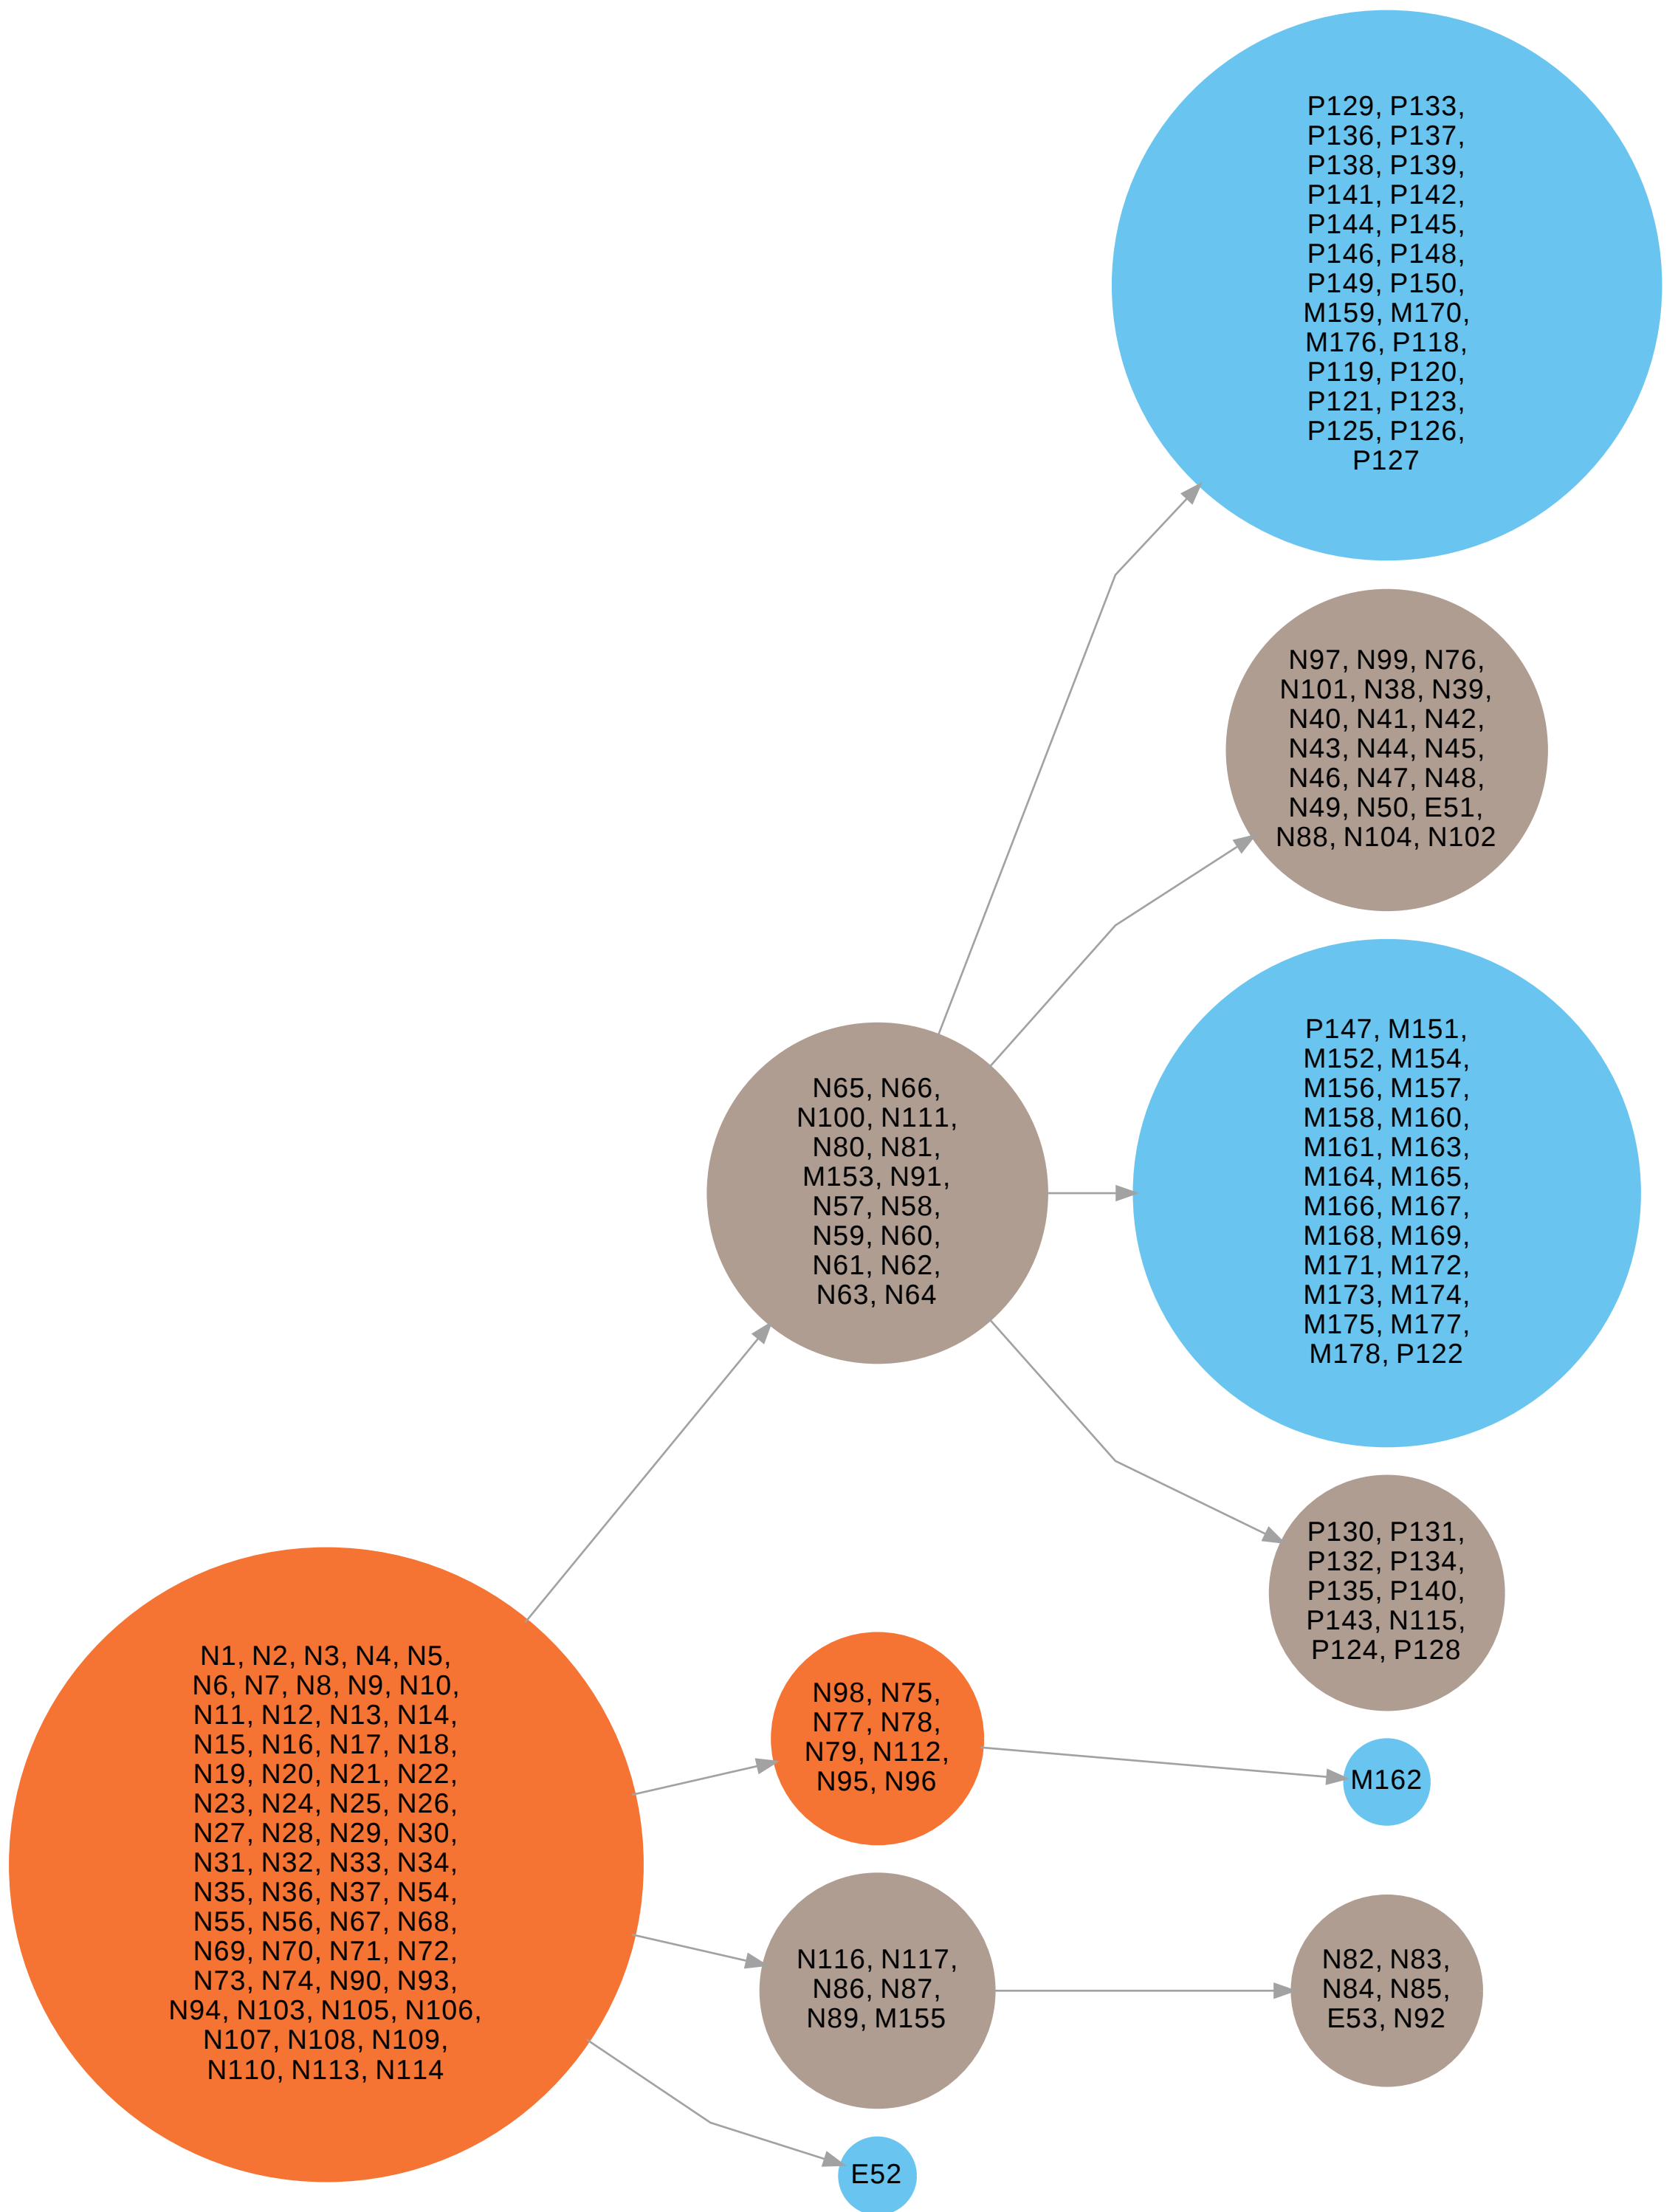 P129, P133,
P136, P137,
P138, P139,
P141, P142,
P144, P145,
P146, P148,
P149, P150,
M159, M170,
M176, P118,
P119, P120,
P121, P123,
P125, P126,
P127
N97, N99, N76,
N101, N38, N39,
N40, N41, N42,
N43, N44, N45,
N46, N47, N48,
N49, N50, E51,
N88, N104, N102
P147, M151,
M152, M154,
M156, M157,
M158, M160,
M161, M163,
M164, M165,
M166, M167,
M168, M169,
M171, M172,
M173, M174,
M175, M177,
M178, P122
N65, N66,
N100, N111,
N80, N81,
M153, N91,
N57, N58,
N59, N60,
N61, N62,
N63, N64
P130, P131,
P132, P134,
P135, P140,
P143, N115,
P124, P128
N1, N2, N3, N4, N5,
N6, N7, N8, N9, N10,
N11, N12, N13, N14,
N15, N16, N17, N18,
N19, N20, N21, N22,
N23, N24, N25, N26,
N27, N28, N29, N30,
N31, N32, N33, N34,
N35, N36, N37, N54,
N55, N56, N67, N68,
N69, N70, N71, N72,
N73, N74, N90, N93,
N94, N103, N105, N106,
N107, N108, N109,
N110, N113, N114
N98, N75,
N77, N78,
N79, N112,
N95, N96
M162
N116, N117,
N86, N87,
N89, M155
N82, N83,
N84, N85,
E53, N92
E52